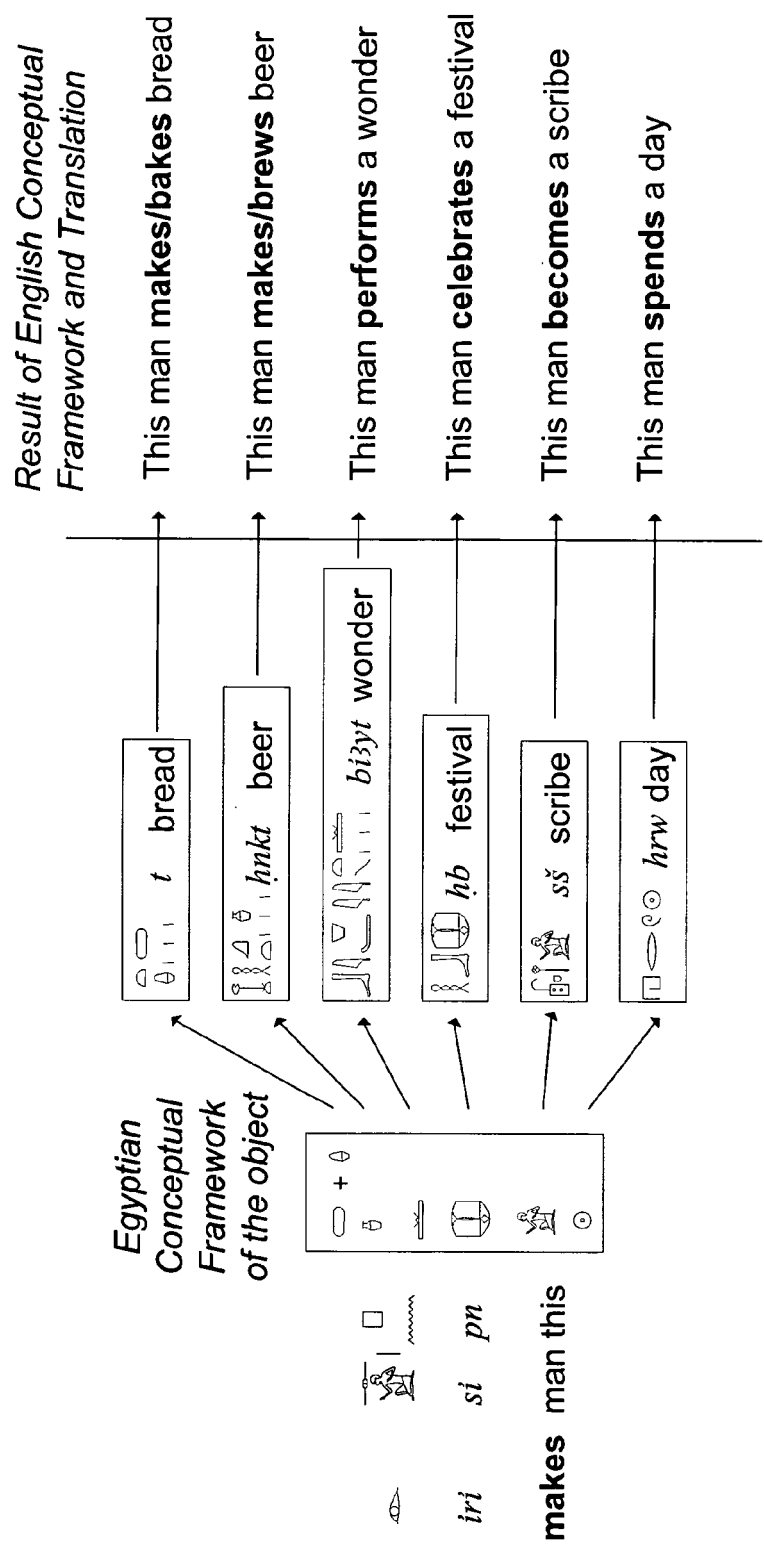 Egyptian
Conceptual
Framework
of the object
Result of English Conceptual
Framework and Translation
iri si pn
makes man this
+
t bread
ḥnkt beer
biꜣyt wonder
ḥb festival
sš scribe
hrw day
This man makes/bakes bread
This man makes/brews beer
This man performs a wonder
This man celebrates a festival
This man becomes a scribe
This man spends a day